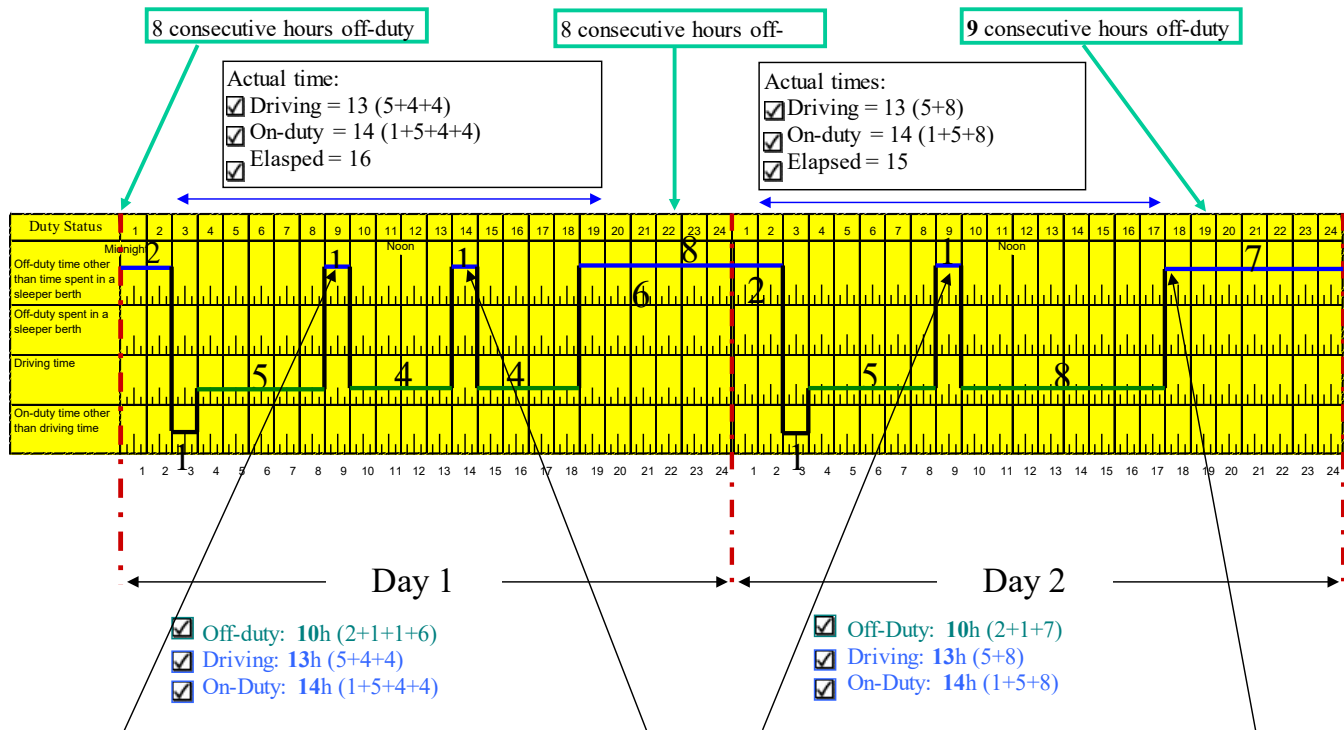 8 consecutive hours off-duty
8 consecutive hours off-
9 consecutive hours off-duty
Actual time:
Driving = 13 (5+4+4)
On-duty = 14 (1+5+4+4)
Elasped = 16
Actual times:
Driving = 13 (5+8)
On-duty = 14 (1+5+8)
Elapsed = 15
Duty Status 1 2 3 4 5 6 7 8 9 10 11 12 13 14 15 16 17 18 19 20 21 22 23 24 1 2 3 4 5 6 7 8 9 10 11 12 13 14 15 16 17 18 19 20 21 22 23 24
Midnight Noon Noon
Off-duty time other
than time spent in a
sleeper berth
2 1 1 8 6 2 1 7
Off-duty spent in a
sleeper berth
Driving time
5 4 4 5 8
On-duty time other
than driving time
1 1
1 2 3 4 5 6 7 8 9 10 11 12 13 14 15 16 17 18 19 20 21 22 23 24 1 2 3 4 5 6 7 8 9 10 11 12 13 14 15 16 17 18 19 20 21 22 23 24
Day 1
Day 2
Off-duty: 10h (2+1+1+6)
Driving: 13h (5+4+4)
On-Duty: 14h (1+5+4+4)
Off-Duty: 10h (2+1+7)
Driving: 13h (5+8)
On-Duty: 14h (1+5+8)